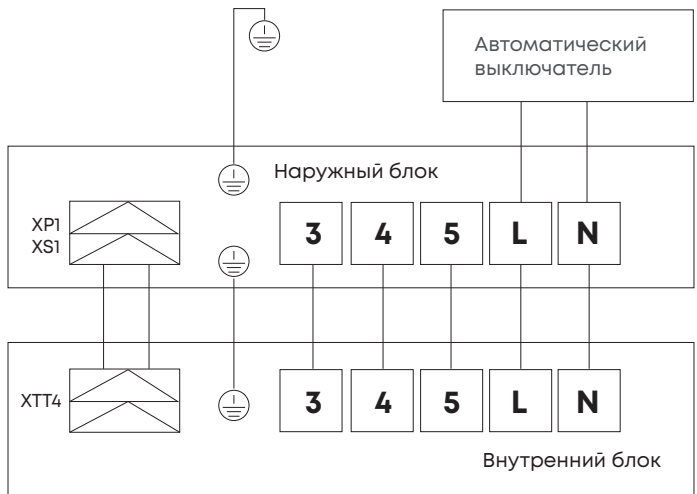 Автоматический
выключатель
Наружный блок
XP1
XS1
3 4 5 L N
XTT4
3 4 5 L N
Внутренний блок